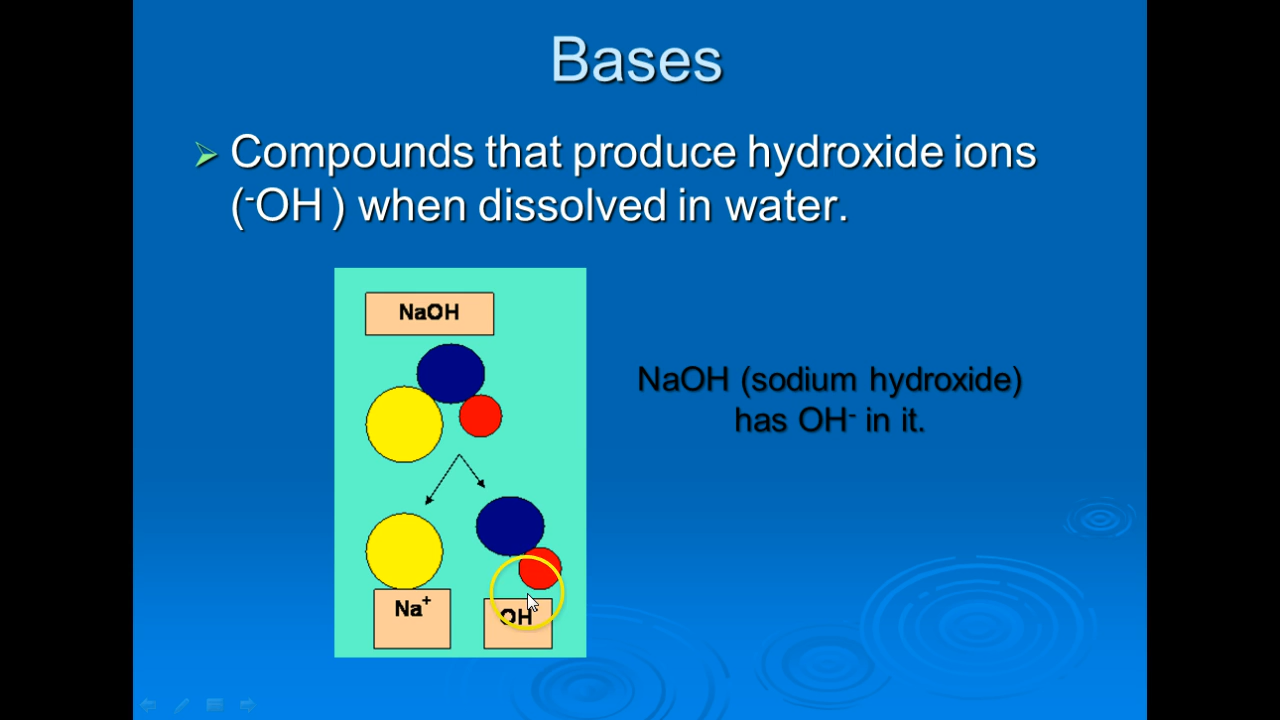 Bases
Compounds that produce hydroxide ions
(⁻OH ) when dissolved in water.
NaOH
NaOH (sodium hydroxide)
has OH⁻ in it.
Na⁺
OH⁻